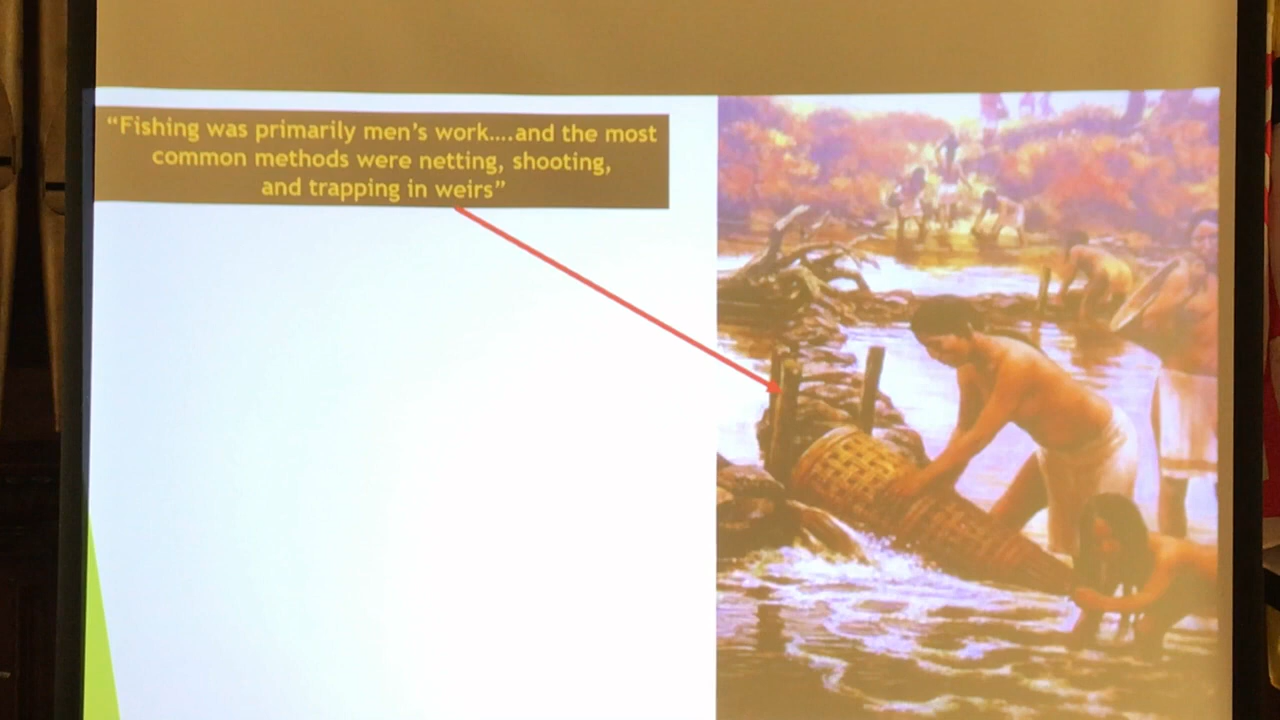 “Fishing was primarily men’s work....and the most
common methods were netting, shooting,
and trapping in weirs”